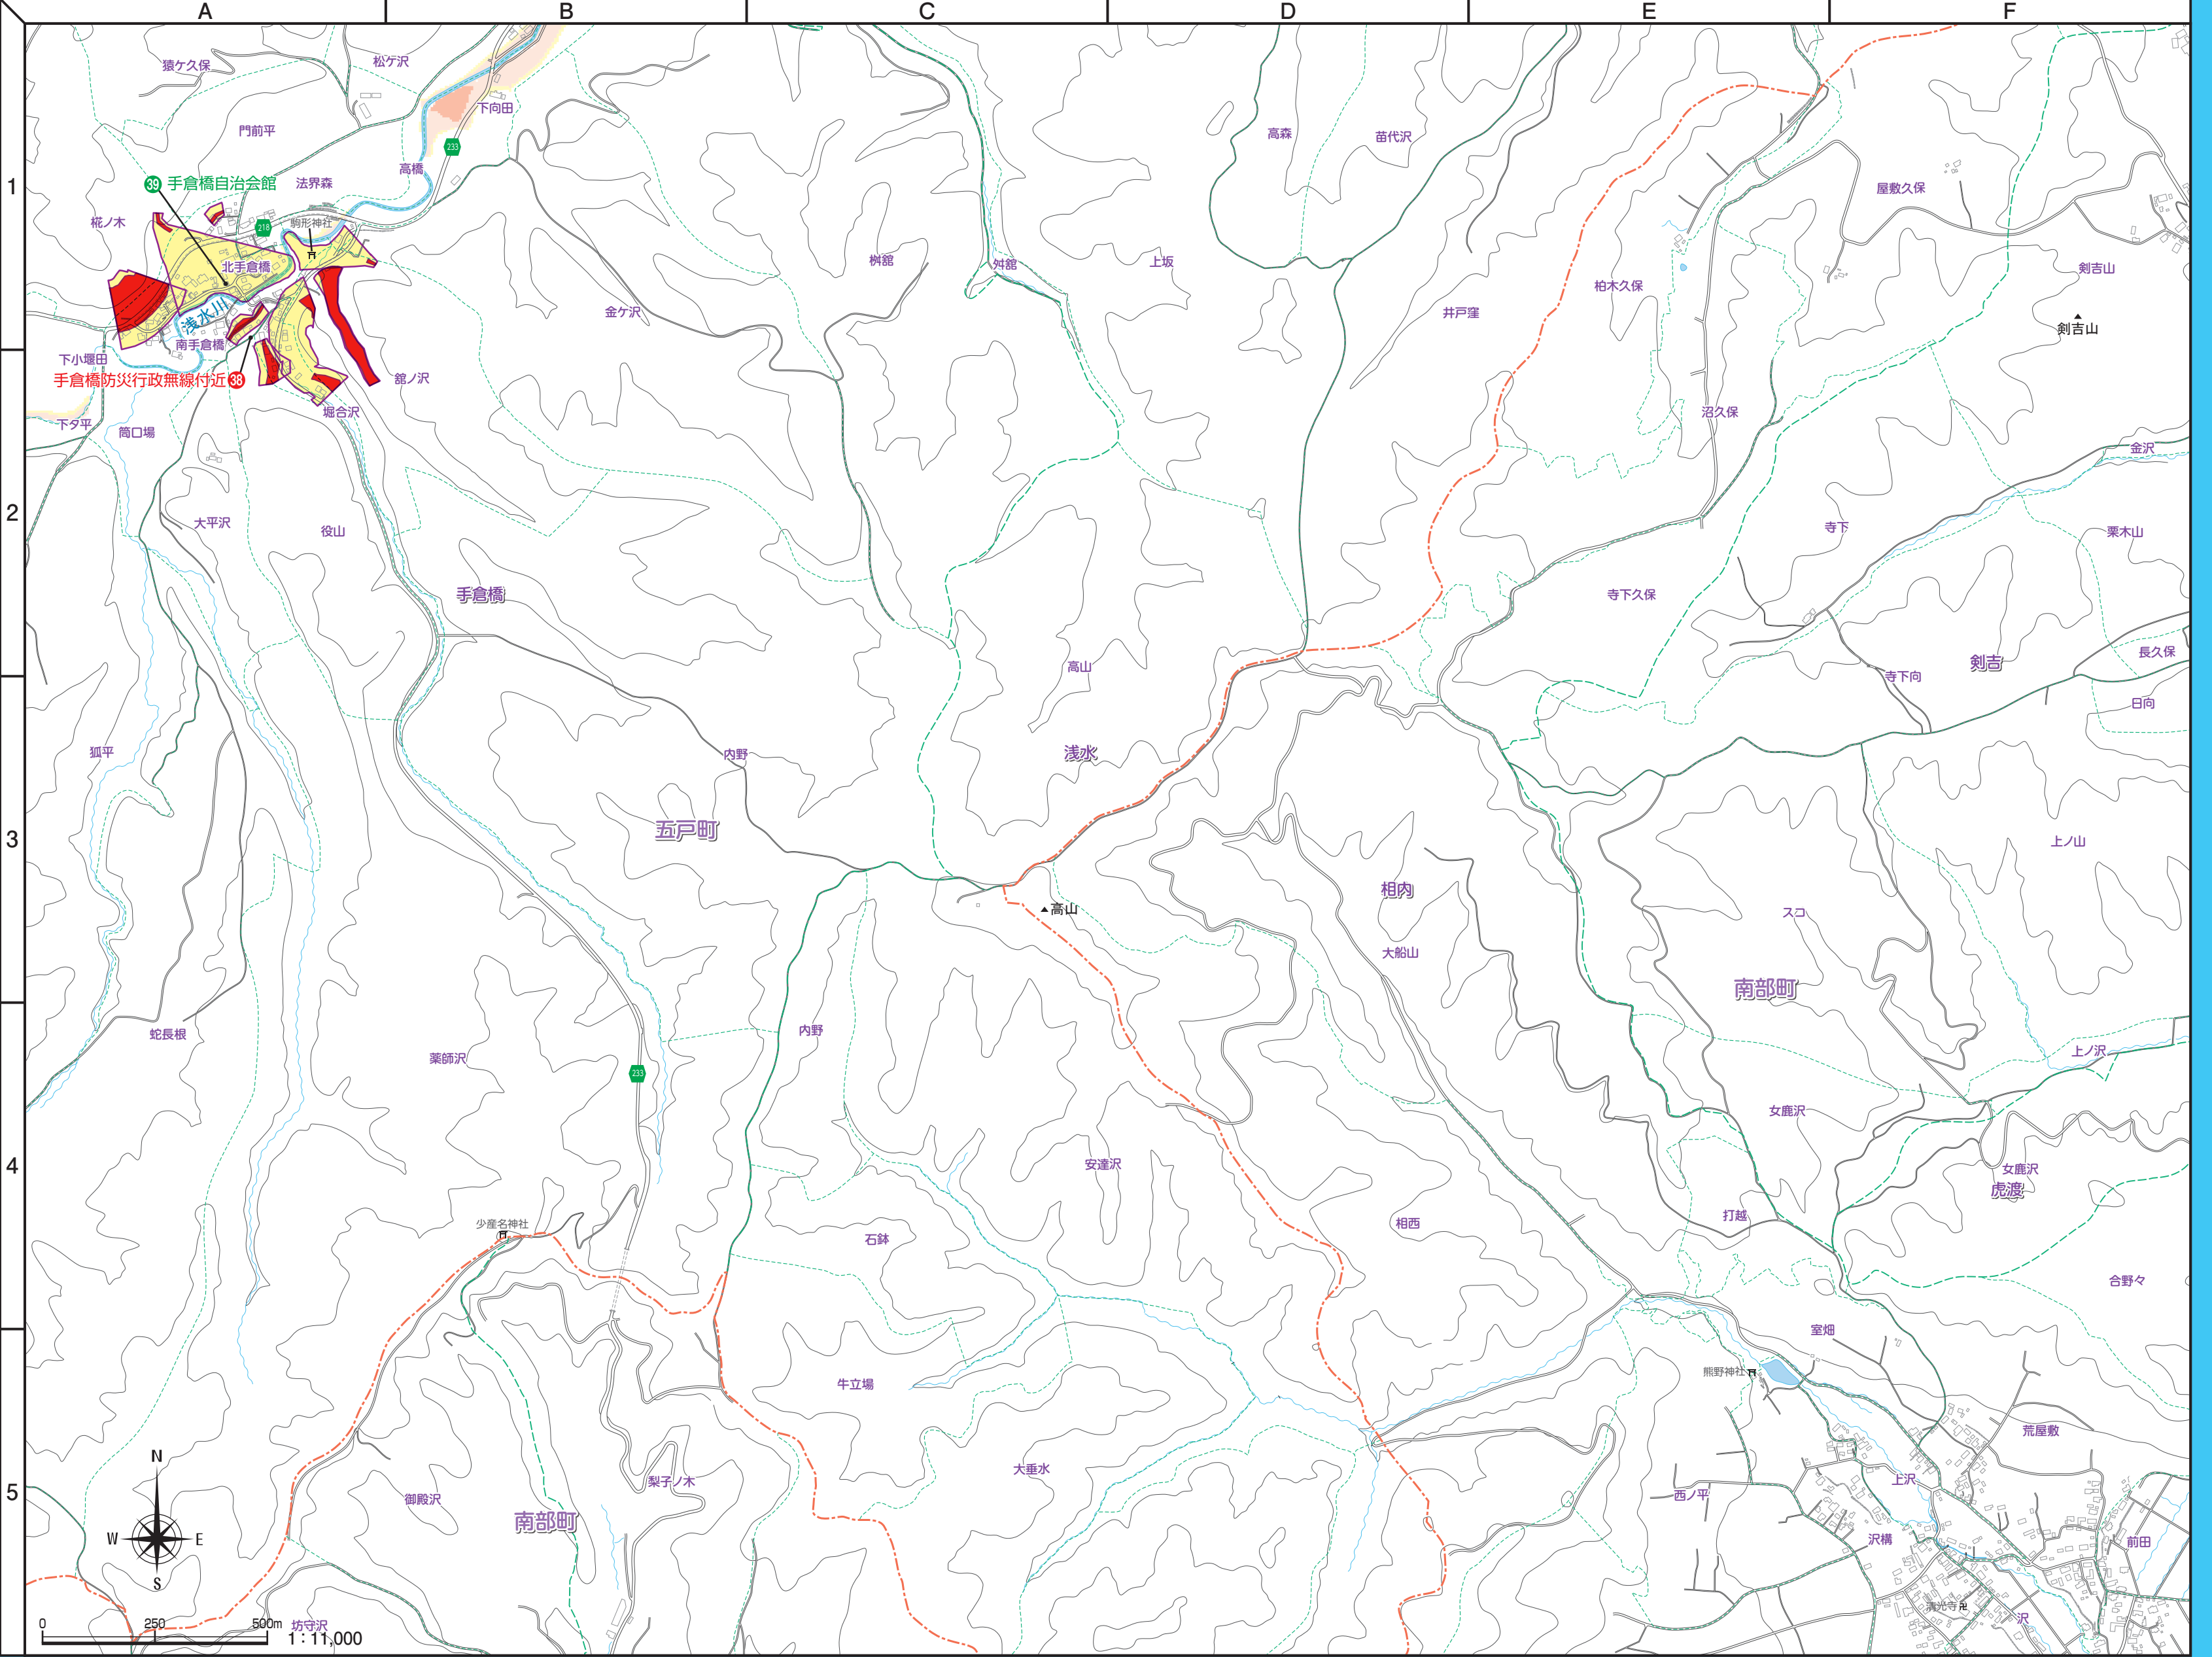 A
B
C
D
E
F
1
2
3
4
5
猿ケ久保
松ケ沢
下向田
門前平
233
高橋
高森
苗代沢
39 手倉橋自治会館
法界森
屋敷久保
椛ノ木
218
駒形神社
北手倉橋
桝舘
舛舘
上坂
剣吉山
柏木久保
金ケ沢
井戸窪
浅水川
剣吉山
南手倉橋
下小堰田
手倉橋防災行政無線付近 38
舘ノ沢
堀合沢
沼久保
下タ平
筒口場
金沢
大平沢
役山
寺下
栗木山
手倉橋
寺下久保
長久保
高山
剣吉
寺下向
日向
狐平
内野
浅水
五戸町
上ノ山
相内
高山
スコ
大船山
南部町
蛇長根
内野
上ノ沢
薬師沢
233
女鹿沢
安達沢
女鹿沢
虎渡
少産名神社
相西
打越
石鉢
合野々
室畑
熊野神社
牛立場
荒屋敷
N
大垂水
梨子ノ木
上沢
西ノ平
御殿沢
南部町
W
E
沢構
前田
S
清光寺
沢
0
250
500m
坊守沢
1：11,000